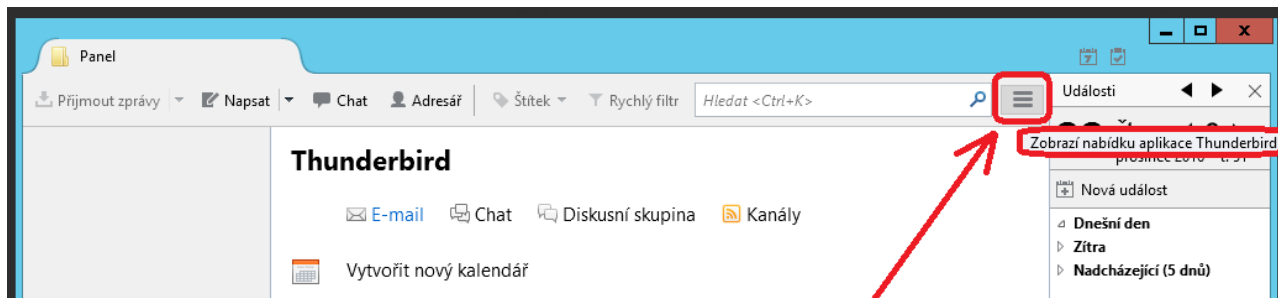 Panel
Přijmout zprávy
Napsat
Chat
Adresář
Štítek
Rychlý filtr
Hledat <Ctrl+K>
Události
Zobrazí nabídku aplikace Thunderbird
Thunderbird
Nová událost
E-mail
Chat
Diskusní skupina
Kanály
Dnešní den
Zítra
Vytvořit nový kalendář
Nadcházející (5 dnů)